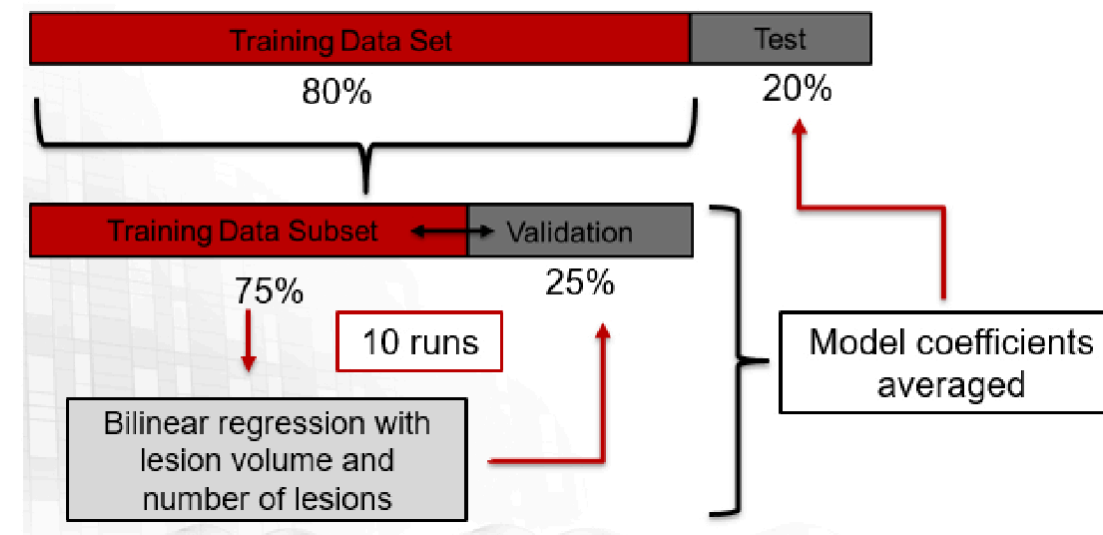 Training Data Set
Test
80%
20%
Training Data Subset
Validation
75%
25%
10 runs
Bilinear regression with
lesion volume and
number of lesions
Model coefficients
averaged